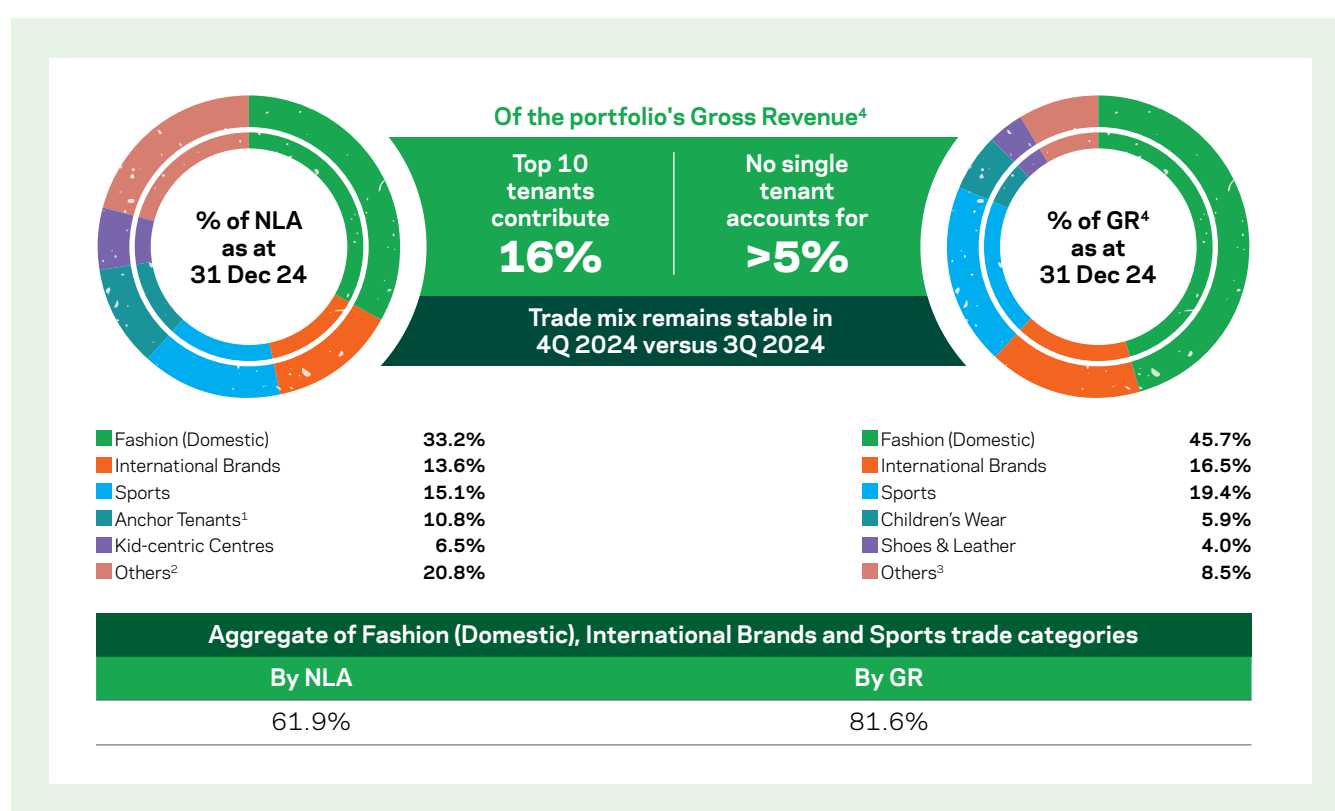 Of the portfolio's Gross Revenue⁴
% of NLA
as at
31 Dec 24
Top 10
tenants
contribute
16%
No single
tenant
accounts for
>5%
Trade mix remains stable in
4Q 2024 versus 3Q 2024
% of GR⁴
as at
31 Dec 24
Fashion (Domestic) 33.2%
International Brands 13.6%
Sports 15.1%
Anchor Tenants¹ 10.8%
Kid-centric Centres 6.5%
Others² 20.8%
Fashion (Domestic) 45.7%
International Brands 16.5%
Sports 19.4%
Children’s Wear 5.9%
Shoes & Leather 4.0%
Others³ 8.5%
Aggregate of Fashion (Domestic), International Brands and Sports trade categories
By NLA By GR
61.9% 81.6%